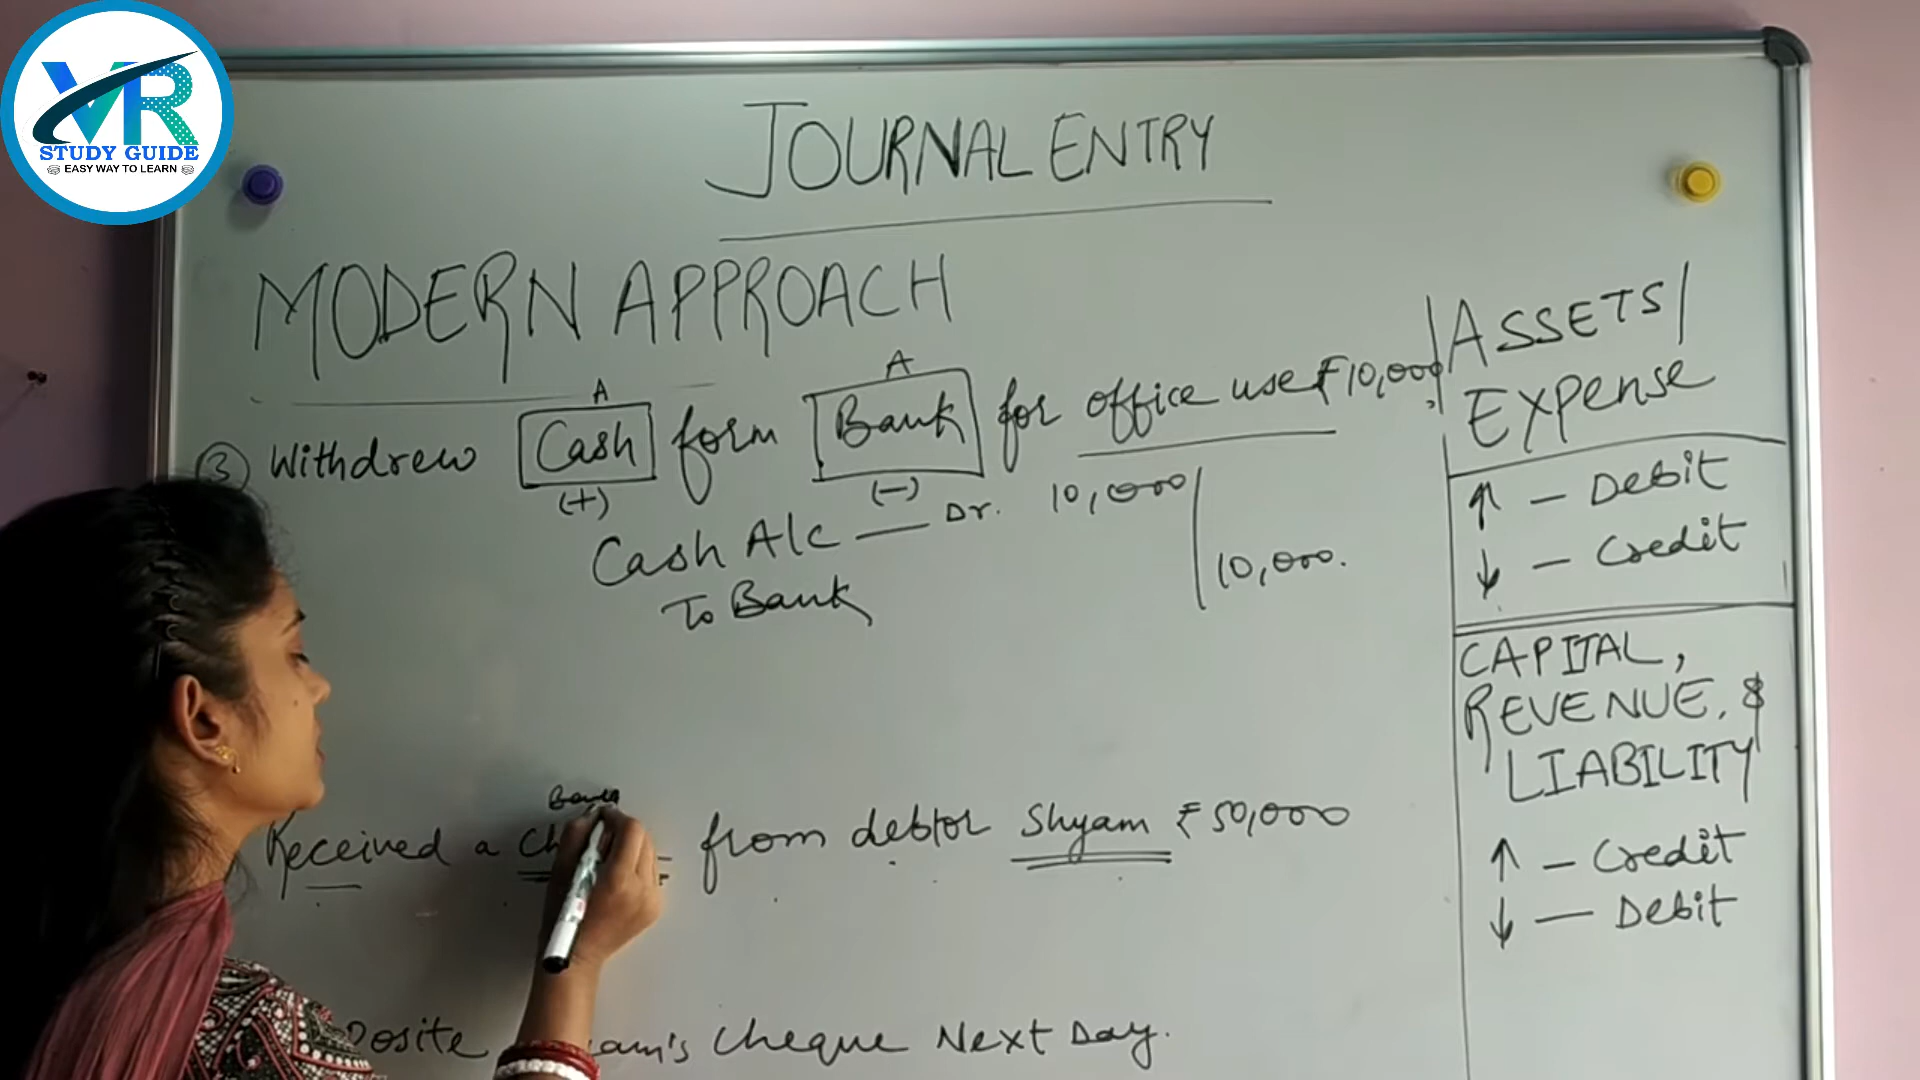 VR
STUDY GUIDE
EASY WAY TO LEARN
JOURNAL ENTRY
MODERN APPROACH
A A
③ Withdrew Cash form Bank for office use ₹10,000
(+) (-)
Cash A/c — Dr. 10,000
To Bank 10,000.
Bank
Received a from debtor Shyam ₹50,000
Cheque Next Day.
ASSETS/
EXPense
↑ - Debit
↓ - Credit
CAPITAL,
REVENUE, &
LIABILITY
↑ - Credit
↓ — Debit